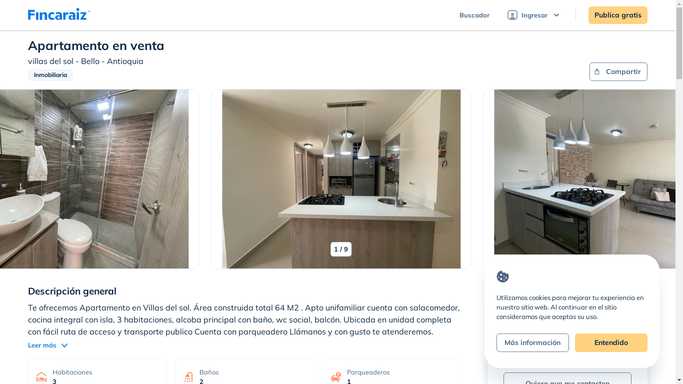 Fincaraiz
Buscador
Ingresar
Publica gratis
Apartamento en venta
villas del sol - Bello - Antioquia
Inmobiliaria
Compartir
1 / 9
Descripción general
Te ofrecemos Apartamento en Villas del sol. Área construida total 64 M2 . Apta unifamiliar cuenta con salacomedor,
cocina integral con isla, 3 habitaciones, alcoba principal con baño, wc social, balcón. Ubicada en unidad completa
con fácil ruta de acceso y transporte publico Cuenta con parqueadero Llámanos y con gusto te atenderemos.
Leer más
Habitaciones
3
Baños
2
Parqueaderos
1
Utilizamos cookies para mejorar tu experiencia en
nuestro sitio web. Al continuar en el sitio
consideramos que aceptas su uso.
Más información
Entendido
Quiero que me contacten